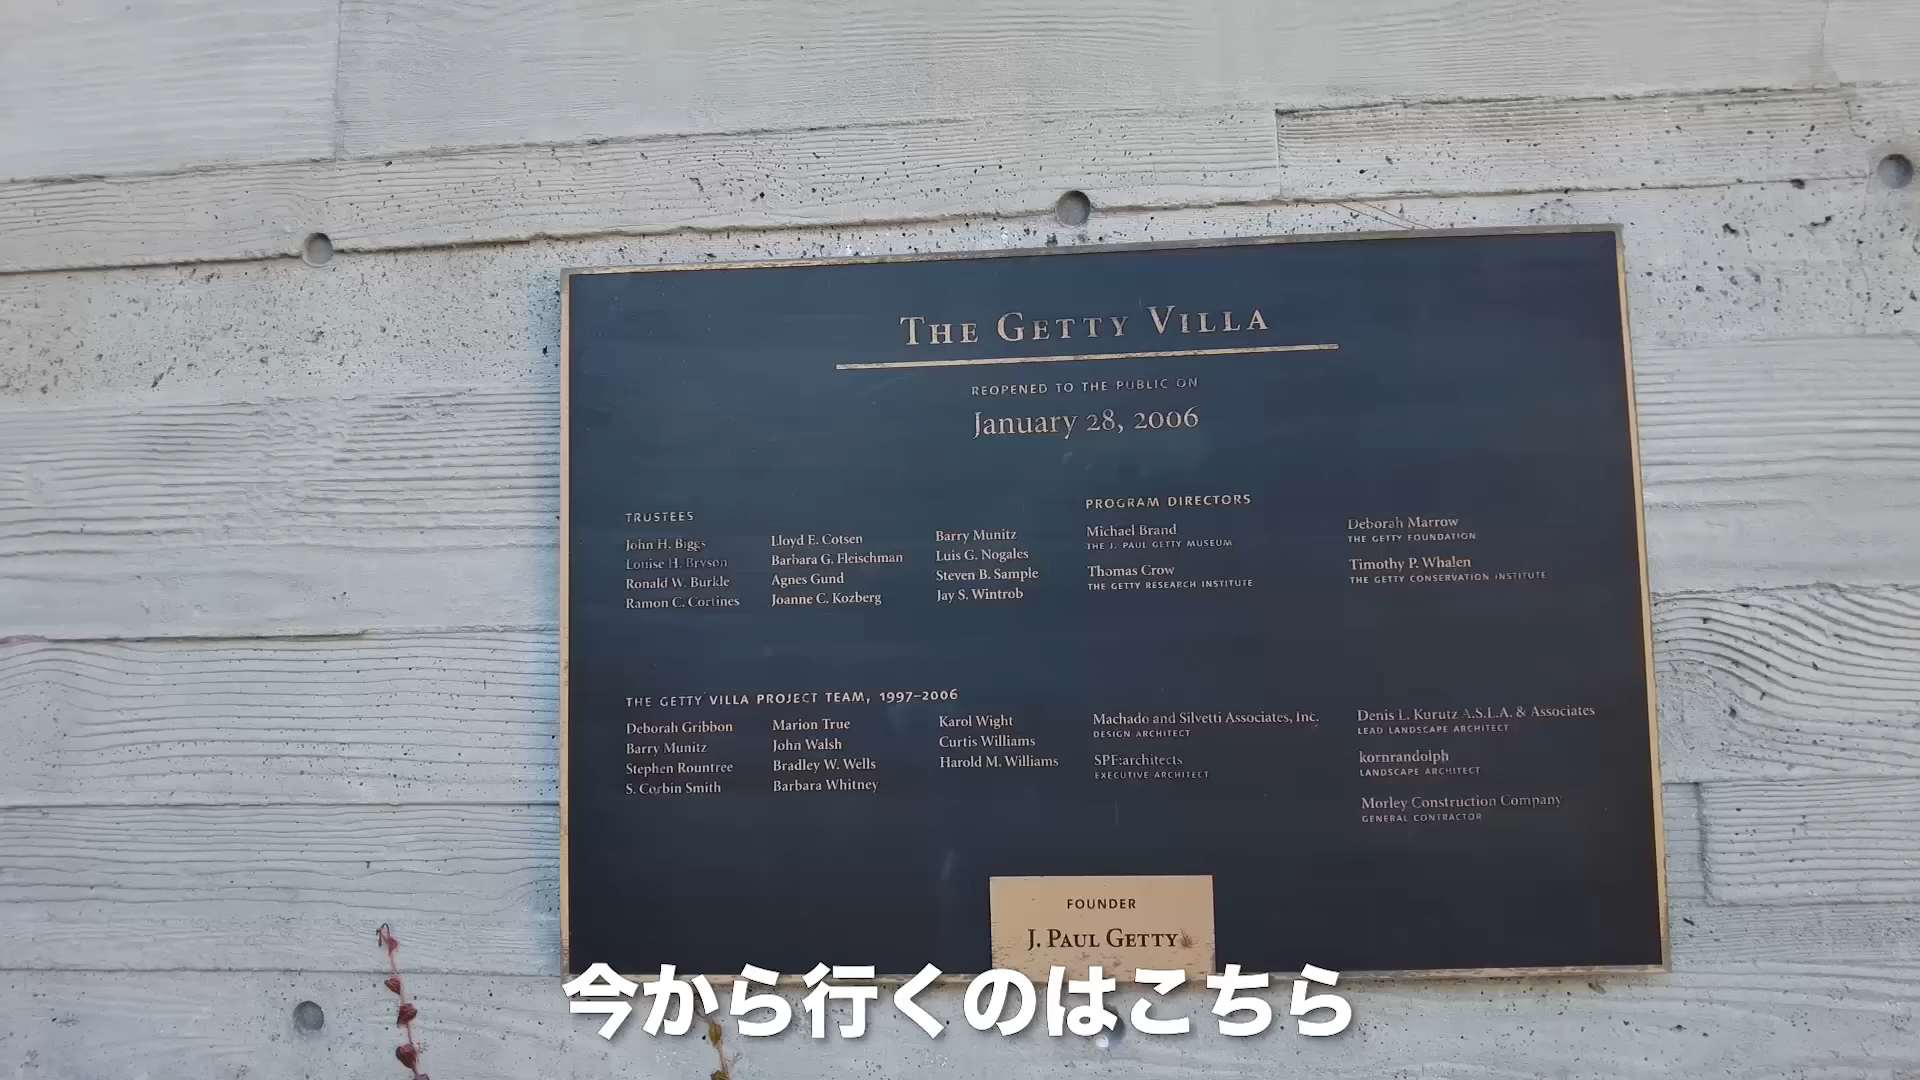 THE GETTY VILLA
REOPENED TO THE PUBLIC ON
January 28, 2006
TRUSTEES
John H. Biggs
Louise H. Bryson
Ronald W. Burkle
Ramon C. Cortines
Lloyd E. Cotsen
Barbara G. Fleischman
Agnes Gund
Joanne C. Kozberg
Barry Munitz
Luis G. Nogales
Steven B. Sample
Jay S. Wintrob
PROGRAM DIRECTORS
Michael Brand
THE J. PAUL GETTY MUSEUM
Thomas Crow
THE GETTY RESEARCH INSTITUTE
Deborah Marrow
THE GETTY FOUNDATION
Timothy P. Whalen
THE GETTY CONSERVATION INSTITUTE
THE GETTY VILLA PROJECT TEAM, 1997–2006
Deborah Gribbon
Barry Munitz
Stephen Rountree
S. Corbin Smith
Marion True
John Walsh
Bradley W. Wells
Barbara Whitney
Karol Wight
Curtis Williams
Harold M. Williams
Machado and Silvetti Associates, Inc.
DESIGN ARCHITECT
SPF:architects
EXECUTIVE ARCHITECT
Denis L. Kurutz A.S.L.A. & Associates
LEAD LANDSCAPE ARCHITECT
kornrandolph
LANDSCAPE ARCHITECT
Morley Construction Company
GENERAL CONTRACTOR
FOUNDER
J. PAUL GETTY
今から行くのはこちら